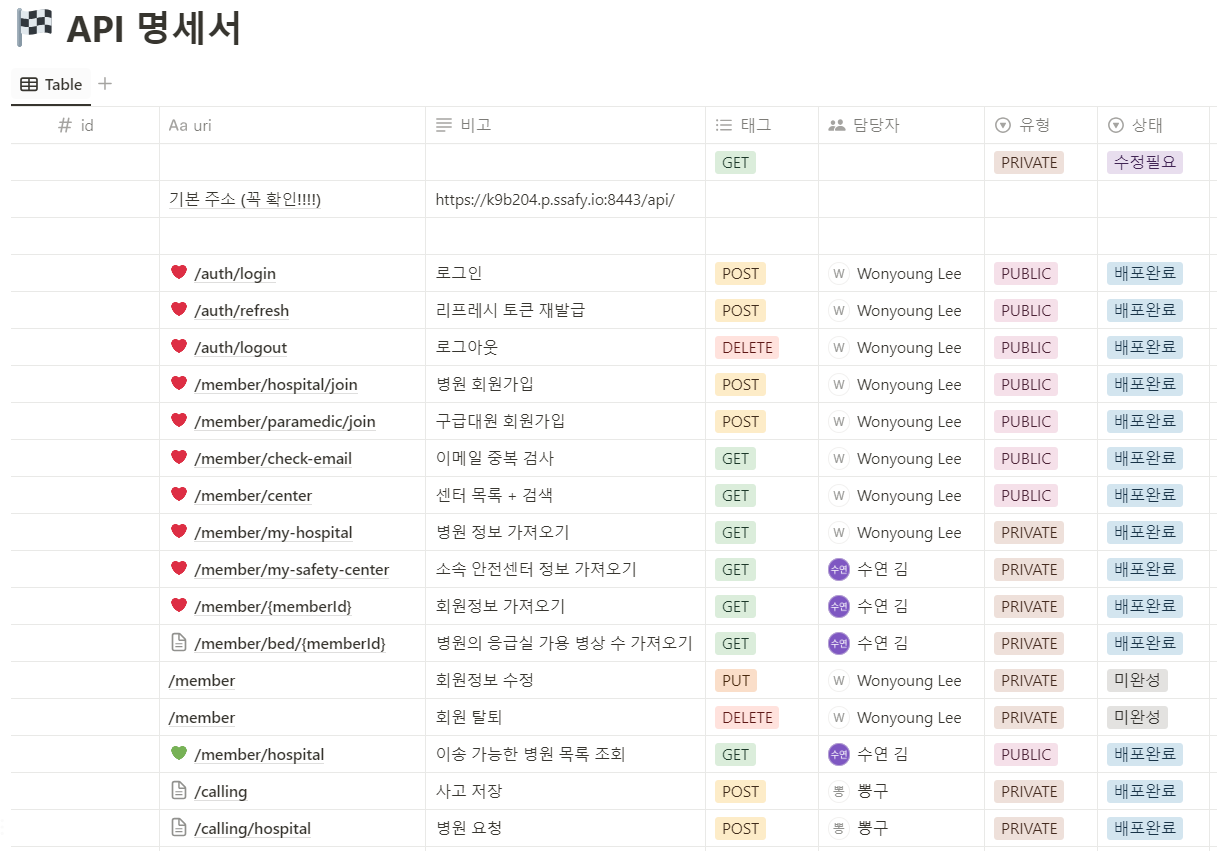 API 명세서
Table
# id Aa uri 비고 태그 담당자 유형 상태
GET PRIVATE 수정필요
기본 주소 (꼭 확인!!!!) https://k9b204.p.ssafy.io:8443/api/
/auth/login 로그인 POST W Wonyoung Lee PUBLIC 배포완료
/auth/refresh 리프레시 토큰 재발급 POST W Wonyoung Lee PUBLIC 배포완료
/auth/logout 로그아웃 DELETE W Wonyoung Lee PUBLIC 배포완료
/member/hospital/join 병원 회원가입 POST W Wonyoung Lee PUBLIC 배포완료
/member/paramedic/join 구급대원 회원가입 POST W Wonyoung Lee PUBLIC 배포완료
/member/check-email 이메일 중복 검사 GET W Wonyoung Lee PUBLIC 배포완료
/member/center 센터 목록 + 검색 GET W Wonyoung Lee PUBLIC 배포완료
/member/my-hospital 병원 정보 가져오기 GET W Wonyoung Lee PRIVATE 배포완료
/member/my-safety-center 소속 안전센터 정보 가져오기 GET 수연 수연 김 PRIVATE 배포완료
/member/{memberId} 회원정보 가져오기 GET 수연 수연 김 PRIVATE 배포완료
/member/bed/{memberId} 병원의 응급실 가용 병상 수 가져오기 GET 수연 수연 김 PRIVATE 배포완료
/member 회원정보 수정 PUT W Wonyoung Lee PRIVATE 미완성
/member 회원 탈퇴 DELETE W Wonyoung Lee PRIVATE 미완성
/member/hospital 이송 가능한 병원 목록 조회 GET 수연 수연 김 PUBLIC 배포완료
/calling 사고 저장 POST 뽕 뽕구 PRIVATE 배포완료
/calling/hospital 병원 요청 POST 뽕 뽕구 PRIVATE 배포완료